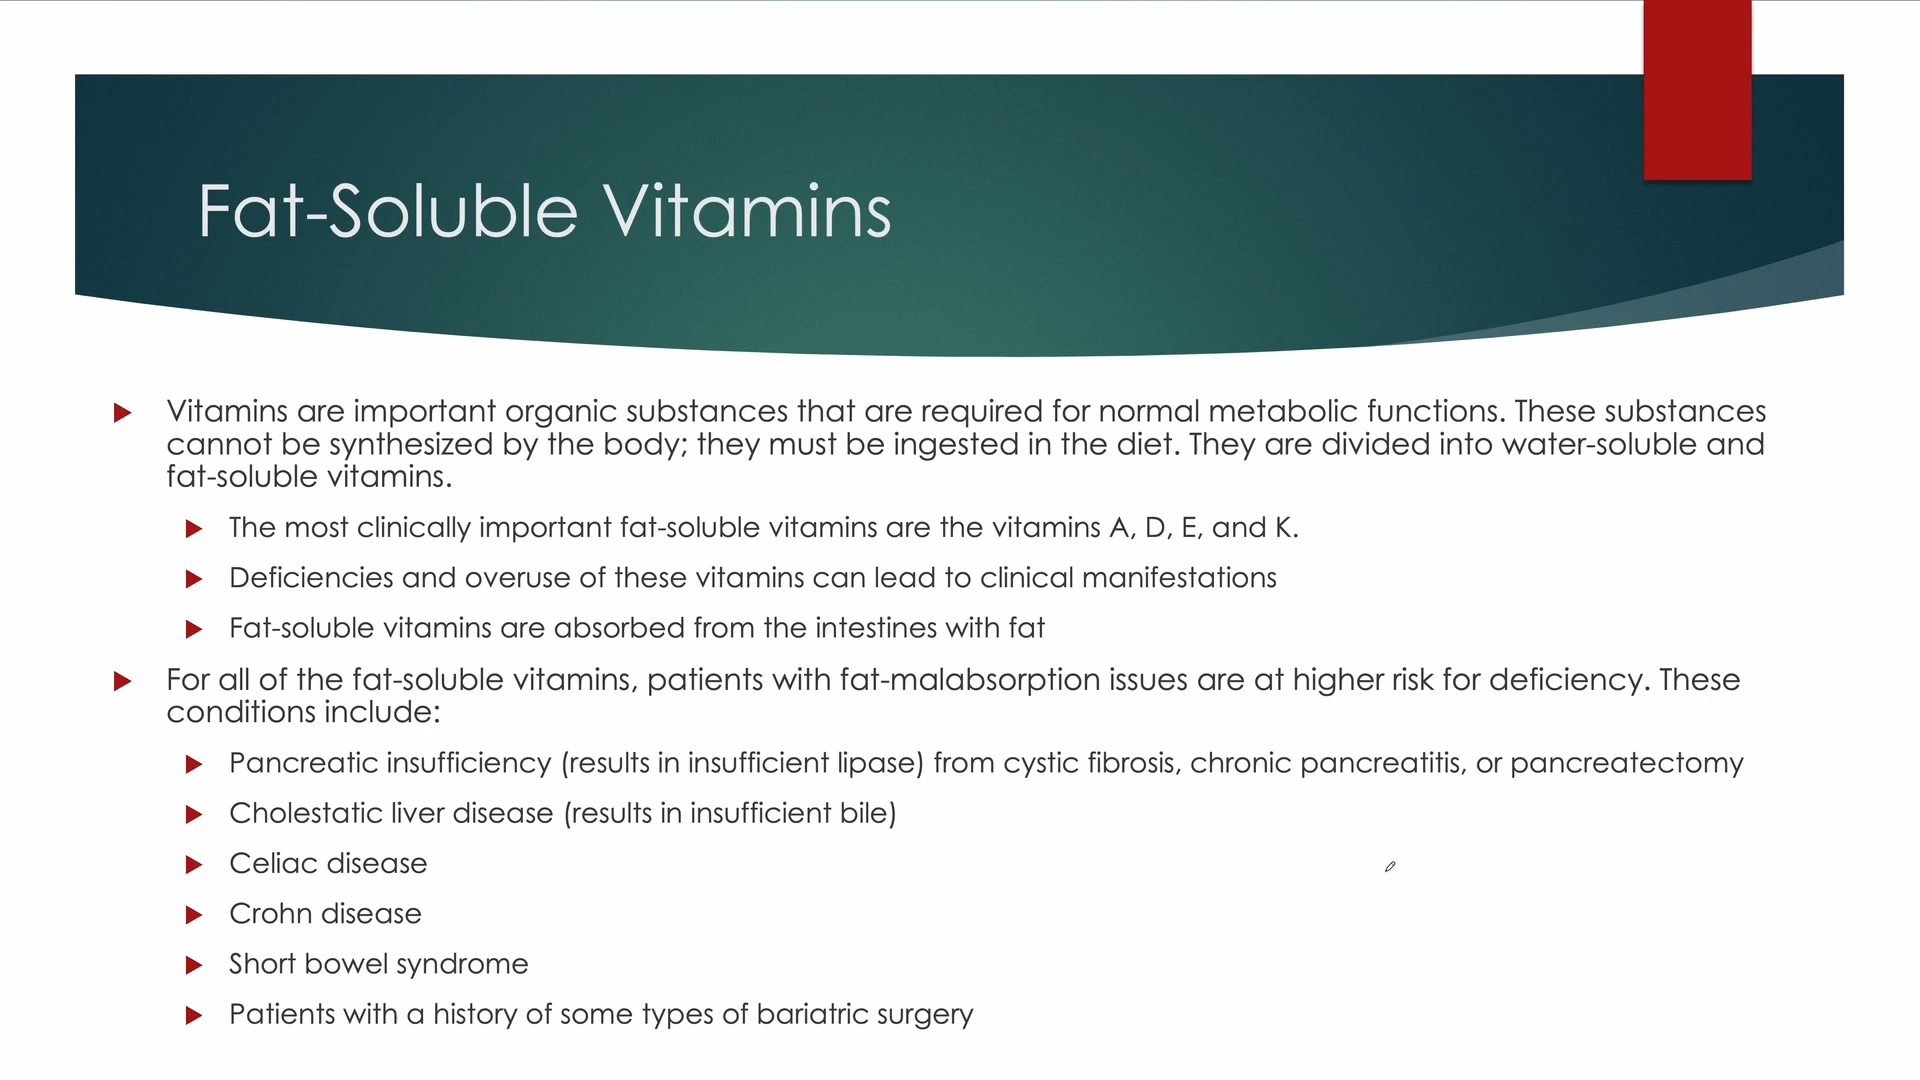 Fat-Soluble Vitamins
Vitamins are important organic substances that are required for normal metabolic functions. These substances
cannot be synthesized by the body; they must be ingested in the diet. They are divided into water-soluble and
fat-soluble vitamins.
The most clinically important fat-soluble vitamins are the vitamins A, D, E, and K.
Deficiencies and overuse of these vitamins can lead to clinical manifestations
Fat-soluble vitamins are absorbed from the intestines with fat
For all of the fat-soluble vitamins, patients with fat-malabsorption issues are at higher risk for deficiency. These
conditions include:
Pancreatic insufficiency (results in insufficient lipase) from cystic fibrosis, chronic pancreatitis, or pancreatectomy
Cholestatic liver disease (results in insufficient bile)
Celiac disease
Crohn disease
Short bowel syndrome
Patients with a history of some types of bariatric surgery